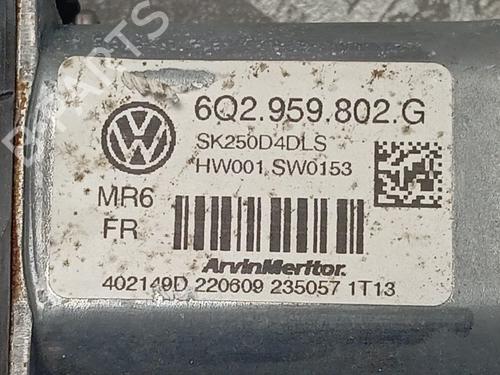 6Q2.959.802.G
SK250D4DLS
HW001 SW0153
MR6
FR
ArvinMeritor.
402149D 220609 235057 1T13